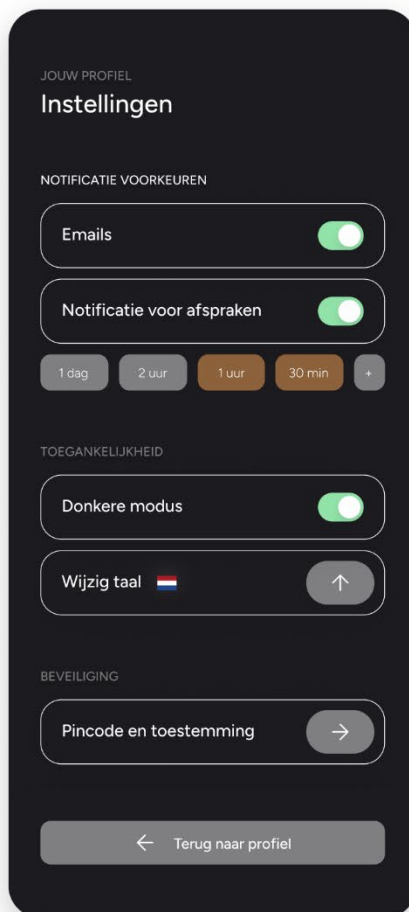 JOUW PROFIEL
Instellingen
NOTIFICATIE VOORKEUREN
Emails
Notificatie voor afspraken
1 dag
2 uur
1 uur
30 min
+
TOEGANKELIJKHEID
Donkere modus
Wijzig taal
BEVEILIGING
Pincode en toestemming
Terug naar profiel